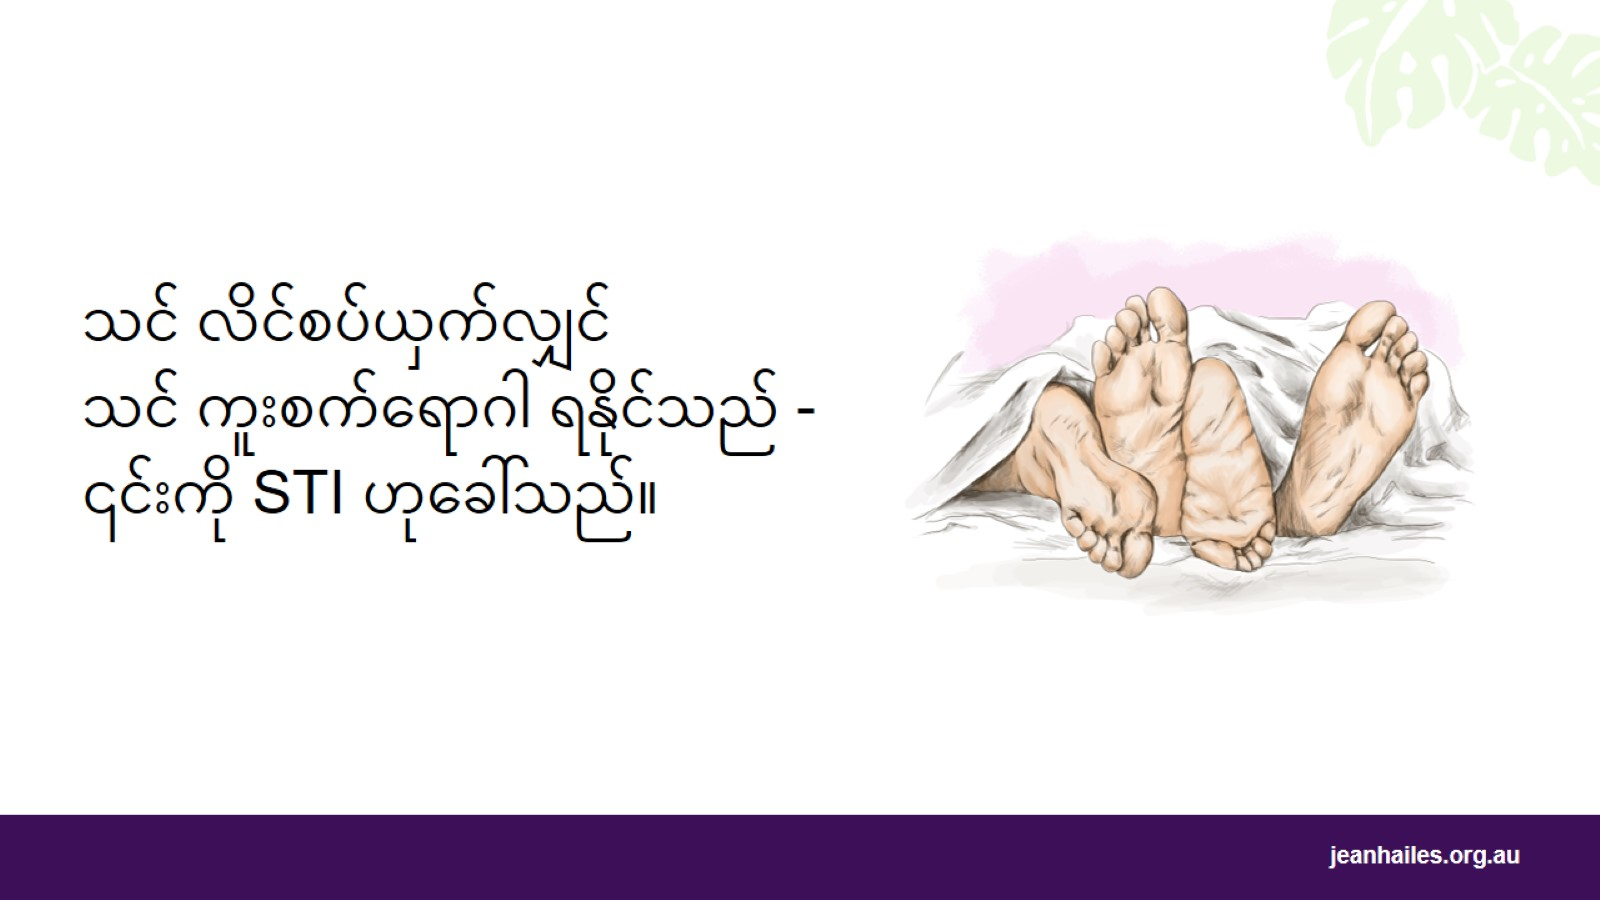 သင် လိင်စပ်ယှက်လျှင်
သင် ကူးစက်ရောဂါ ရနိုင်သည် -
၎င်းကို STI ဟုခေါ်သည်။
jeanhailes.org.au